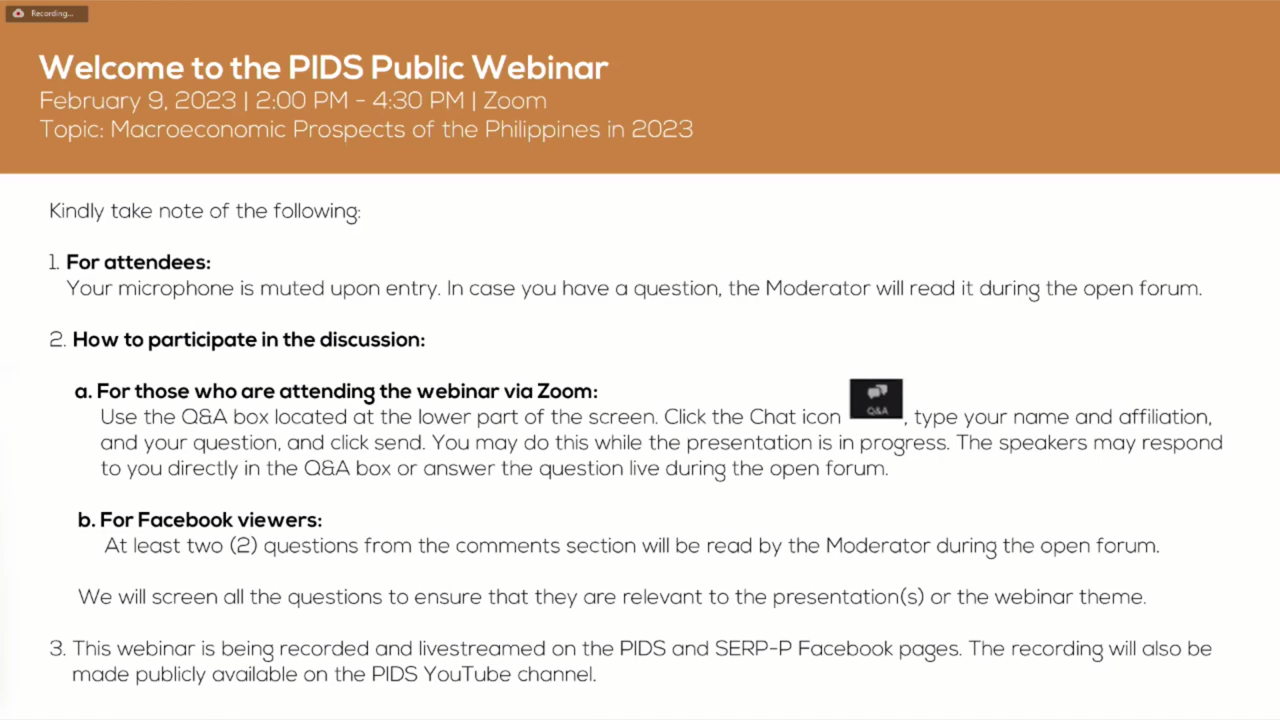 Recording...
Welcome to the PIDS Public Webinar
February 9, 2023 | 2:00 PM - 4:30 PM | Zoom
Topic: Macroeconomic Prospects of the Philippines in 2023
Kindly take note of the following:
1. For attendees:
Your microphone is muted upon entry. In case you have a question, the Moderator will read it during the open forum.
2. How to participate in the discussion:
a. For those who are attending the webinar via Zoom:
Use the Q&A box located at the lower part of the screen. Click the Chat icon Q&A, type your name and affiliation,
and your question, and click send. You may do this while the presentation is in progress. The speakers may respond
to you directly in the Q&A box or answer the question live during the open forum.
b. For Facebook viewers:
At least two (2) questions from the comments section will be read by the Moderator during the open forum.
We will screen all the questions to ensure that they are relevant to the presentation(s) or the webinar theme.
3. This webinar is being recorded and livestreamed on the PIDS and SERP-P Facebook pages. The recording will also be
made publicly available on the PIDS YouTube channel.